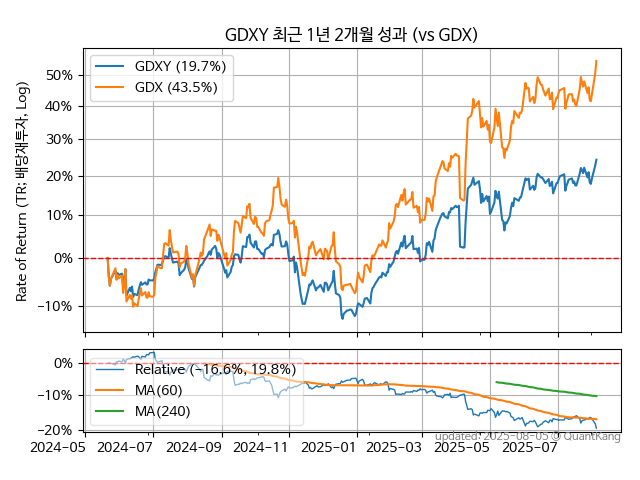 GDXY 최근 1년 2개월 성과 (vs GDX)
GDXY (19.7%)
GDX (43.5%)
Rate of Return (TR: 배당재투자, Log)
50%
40%
30%
20%
10%
0%
−10%
Relative (−16.6%, 19.8%)
MA(60)
MA(240)
0%
−10%
−20%
updated: 2025-08-05 © QuantKang
2024-05 2024-07 2024-09 2024-11 2025-01 2025-03 2025-05 2025-07